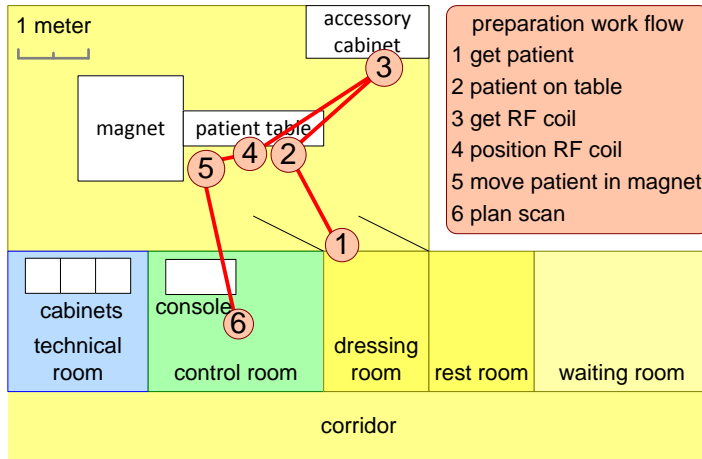 1 meter
accessory
cabinet
3
magnet
patient table
5
4
2
1
preparation work flow
1 get patient
2 patient on table
3 get RF coil
4 position RF coil
5 move patient in magnet
6 plan scan
cabinets
technical
room
console
6
control room
dressing
room
rest room
waiting room
corridor